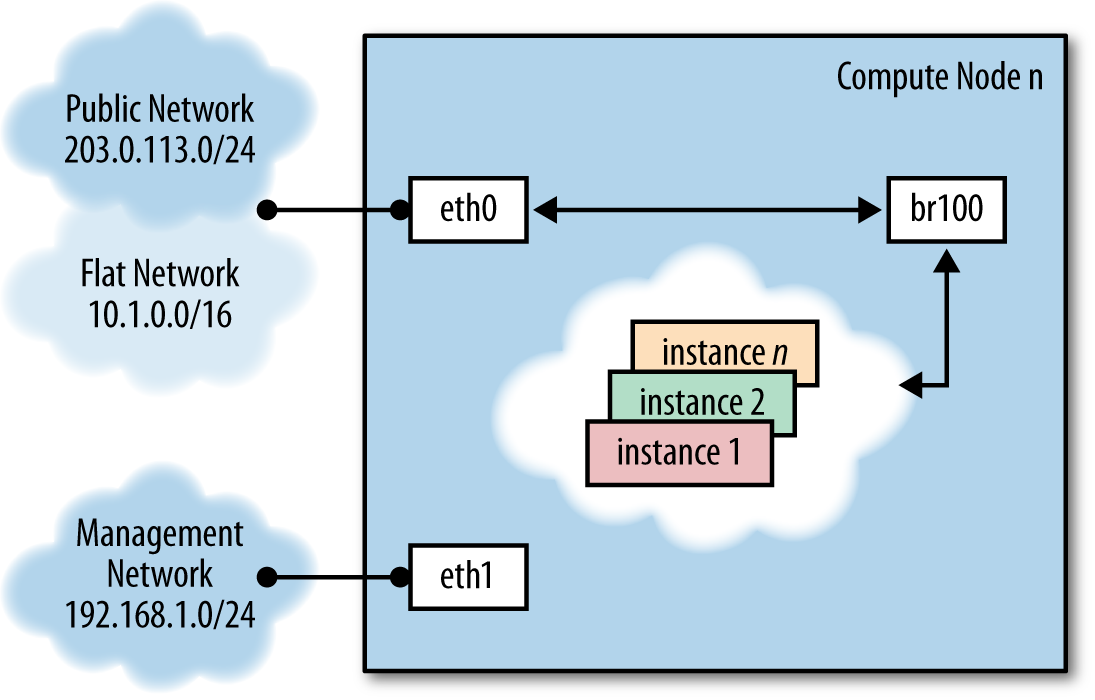 Public Network
203.0.113.0/24
Flat Network
10.1.0.0/16
Management
Network
192.168.1.0/24
Compute Node n
eth0
br100
instance n
instance 2
instance 1
eth1